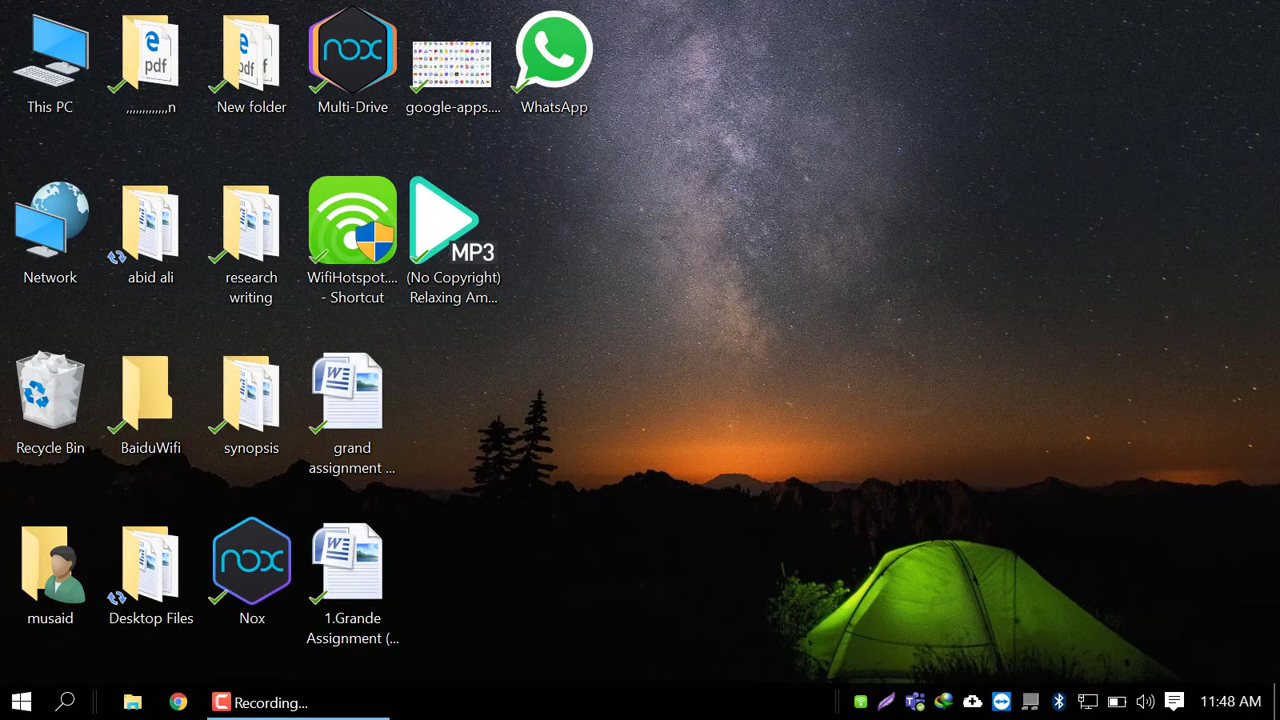 This PC
,,,,,,,,,,,,,n
New folder
nox
Multi-Drive
google-apps....
WhatsApp
Network
abid ali
research
writing
WifiHotspot....
- Shortcut
MP3
(No Copyright)
Relaxing Am...
Recycle Bin
BaiduWifi
synopsis
grand
assignment ...
musaid
Desktop Files
nox
Nox
1.Grande
Assignment (...
Recording...
11:48 AM